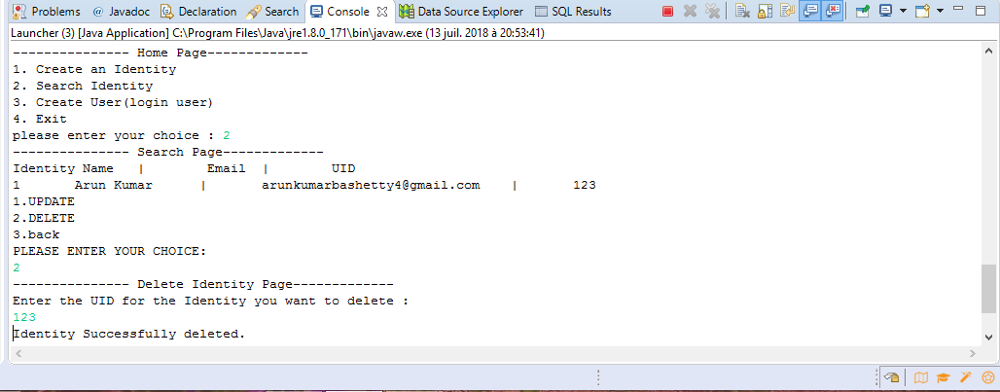 Problems @ Javadoc Declaration Search Console Data Source Explorer SQL Results
Launcher (3) [Java Application] C:\Program Files\Java\jre1.8.0_171\bin\javaw.exe (13 juil. 2018 à 20:53:41)
--------------- Home Page-------------
1. Create an Identity
2. Search Identity
3. Create User(login user)
4. Exit
please enter your choice : 2
--------------- Search Page-------------
Identity Name   |        Email  |        UID
1       Arun Kumar      |       arunkumarbashetty4@gmail.com    |       123
1.UPDATE
2.DELETE
3.back
PLEASE ENTER YOUR CHOICE:
2
--------------- Delete Identity Page-------------
Enter the UID for the Identity you want to delete :
123
Identity Successfully deleted.